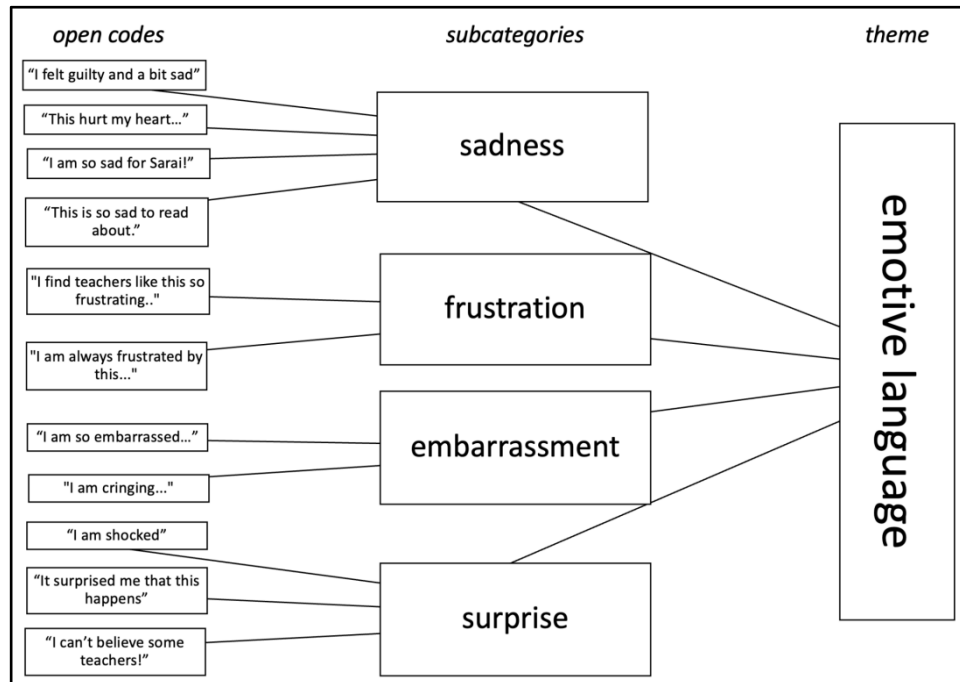 open codes
subcategories
theme
“I felt guilty and a bit sad”
“This hurt my heart…”
“I am so sad for Sarai!”
“This is so sad to read
about.”
"I find teachers like this so
frustrating.."
"I am always frustrated by
this..."
“I am so embarrassed…”
"I am cringing..."
“I am shocked”
“It surprised me that this
happens”
“I can’t believe some
teachers!”
sadness
frustration
embarrassment
surprise
emotive language